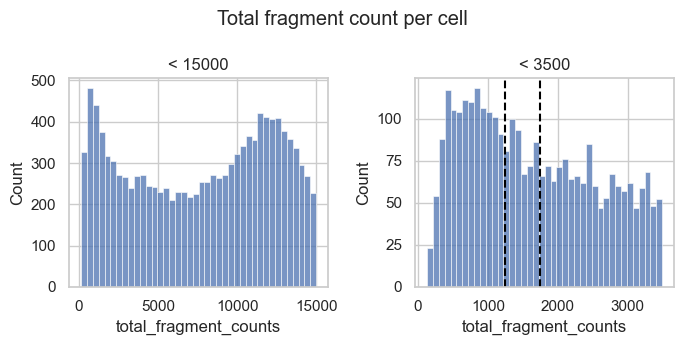 Total fragment count per cell
< 15000
500
400
300
200
100
0
Count
0 5000 10000 15000
total_fragment_counts
< 3500
100
75
50
25
0
Count
0 1000 2000 3000
total_fragment_counts